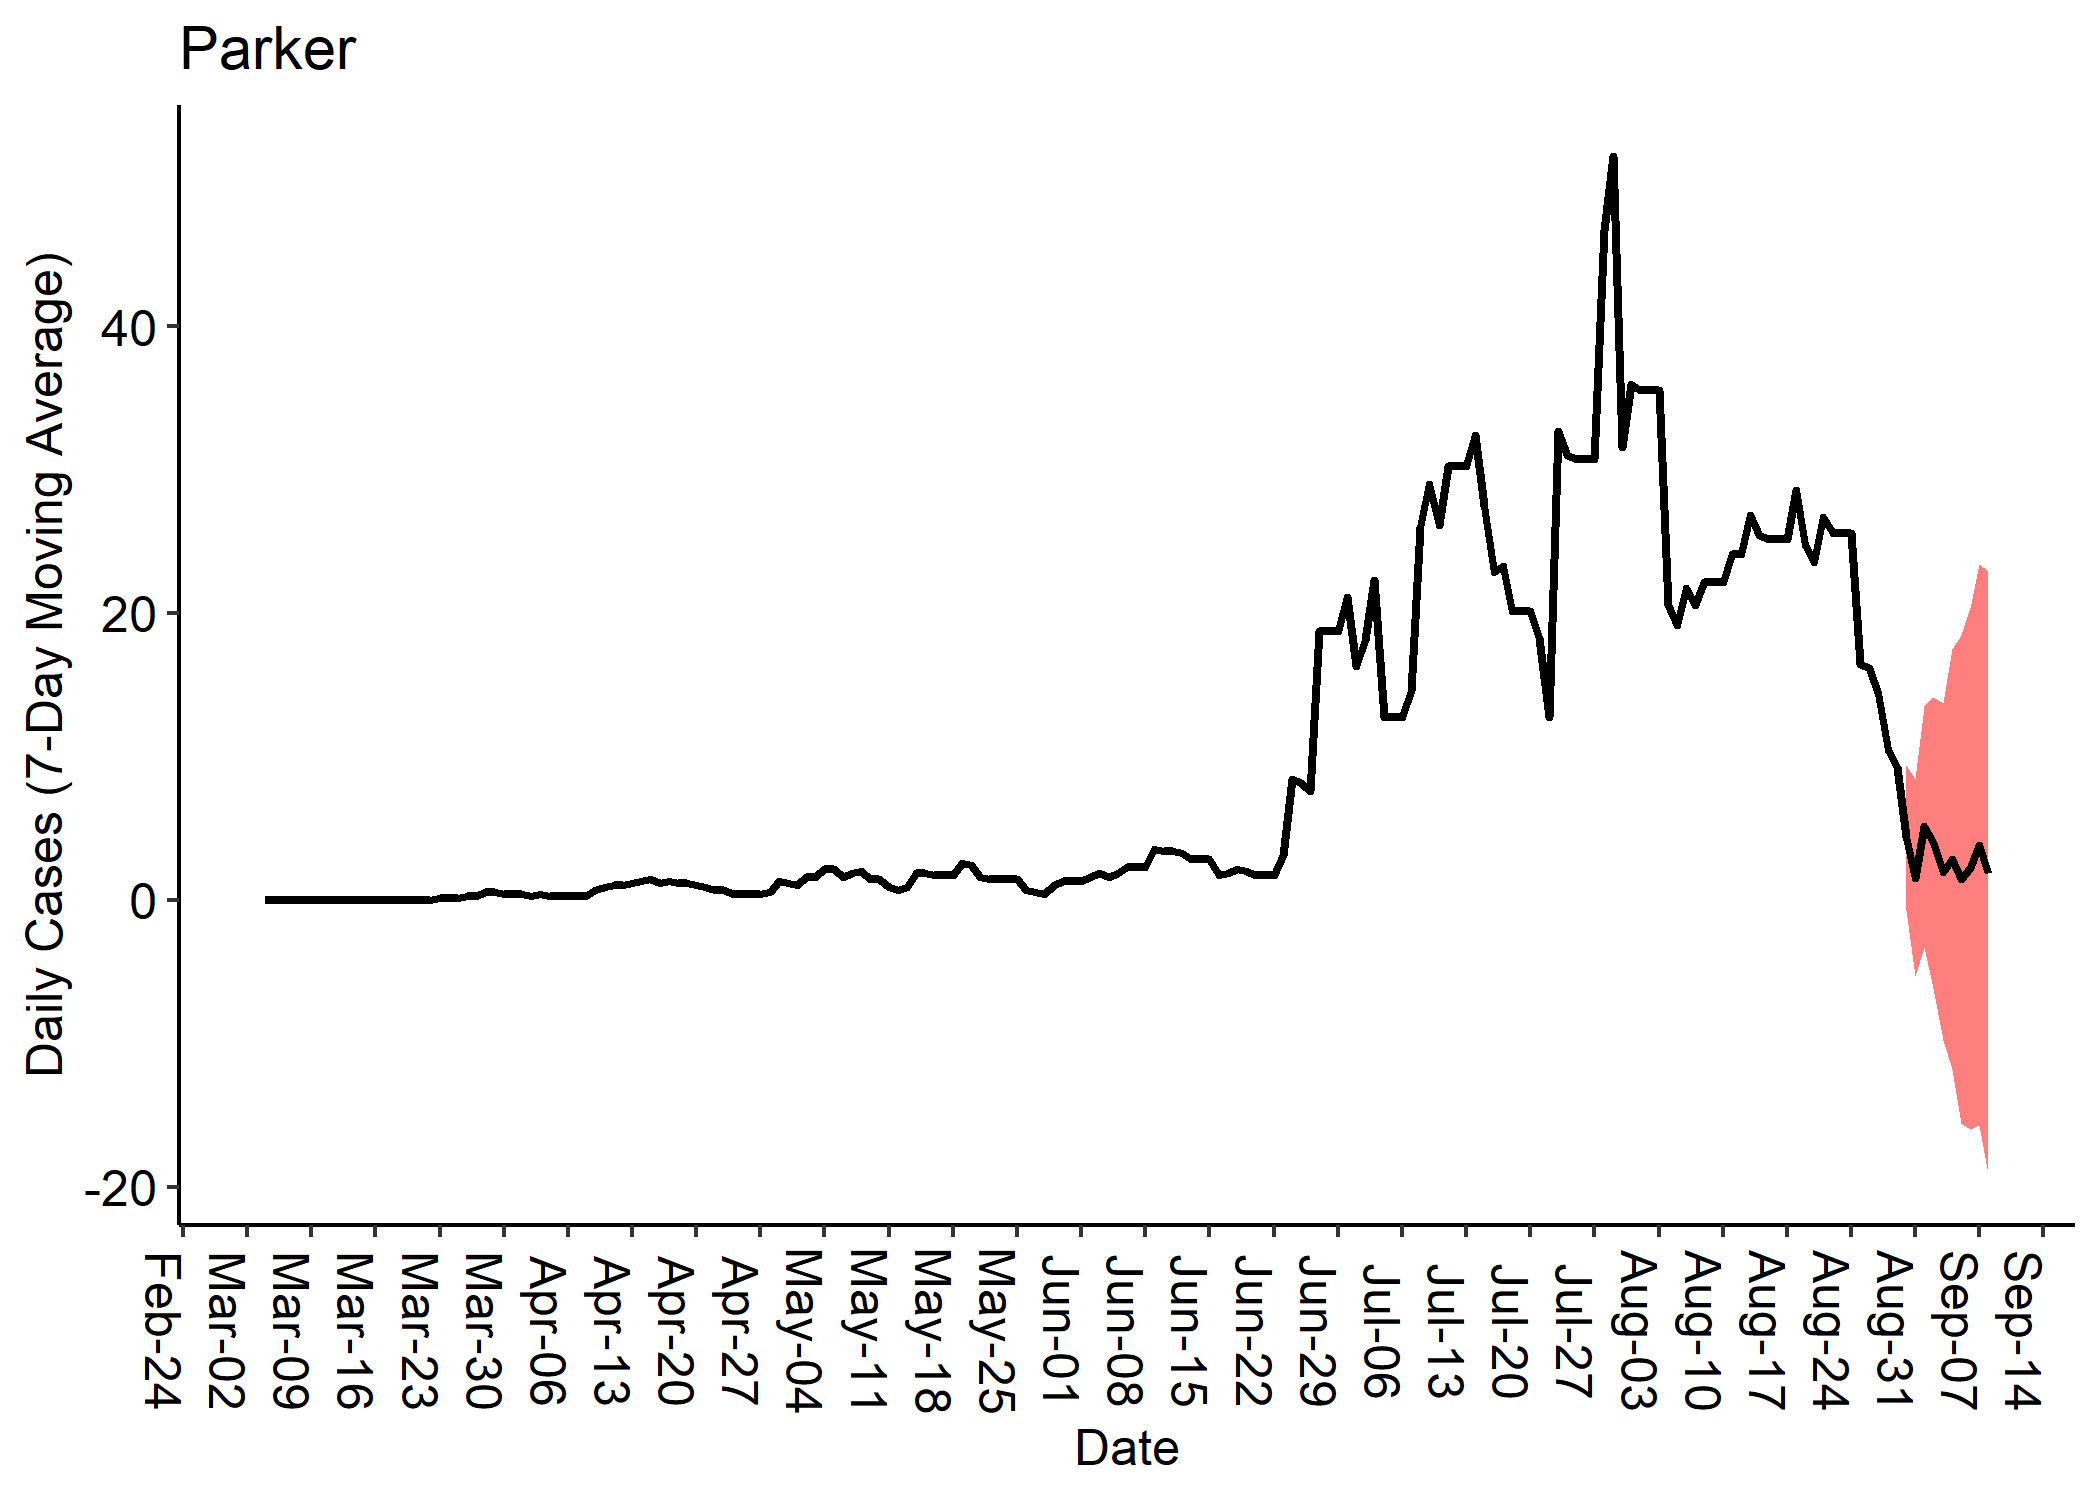 Parker
Daily Cases (7-Day Moving Average)
40
20
0
-20
Feb-24
Mar-02
Mar-09
Mar-16
Mar-23
Mar-30
Apr-06
Apr-13
Apr-20
Apr-27
May-04
May-11
May-18
May-25
Jun-01
Jun-08
Jun-15
Jun-22
Jun-29
Jul-06
Jul-13
Jul-20
Jul-27
Aug-03
Aug-10
Aug-17
Aug-24
Aug-31
Sep-07
Sep-14
Date